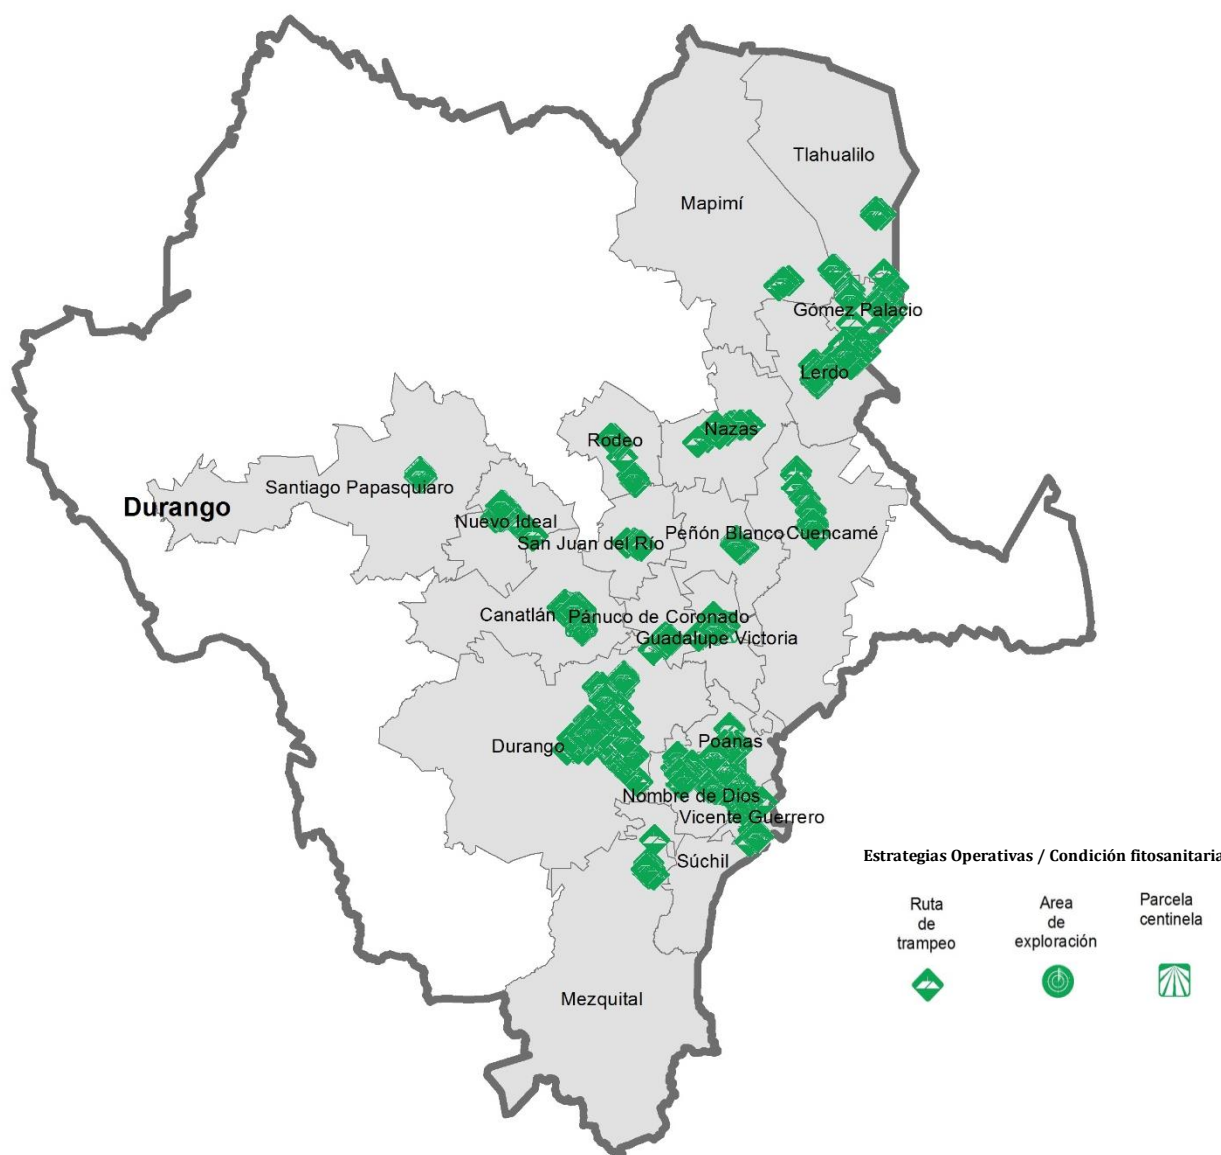 Tlahualilo
Mapimí
Gómez Palacio
Lerdo
Nazas
Rodeo
Santiago Papasquiaro
Durango
Nuevo Ideal
San Juan del Río
Peñón Blanco
Cuencamé
Canatlán
Pánuco de Coronado
Guadalupe Victoria
Durango
Poanas
Nombre de Dios
Vicente Guerrero
Súchil
Mezquital
Estrategias Operativas / Condición fitosanitaria
Ruta
de
trampeo
Area
de
exploración
Parcela
centinela